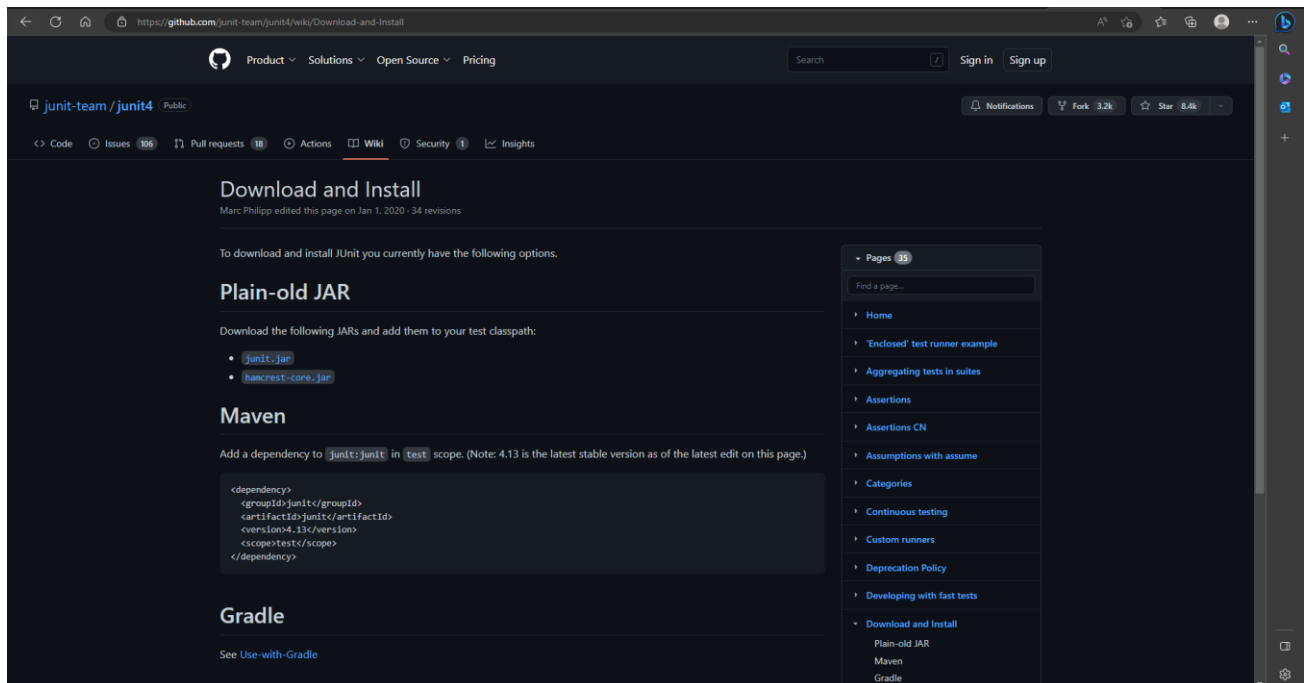 https://github.com/junit-team/junit4/wiki/Download-and-Install
Product Solutions Open Source Pricing Search / Sign in Sign up
junit-team / junit4 Public Notifications Fork 3.2k Star 8.4k
<> Code Issues 106 Pull requests 18 Actions Wiki Security 1 Insights
Download and Install
Marc Philipp edited this page on Jan 1, 2020 · 34 revisions
To download and install JUnit you currently have the following options.
Plain-old JAR
Download the following JARs and add them to your test classpath:
• junit.jar
• hamcrest-core.jar
Maven
Add a dependency to junit:junit in test scope. (Note: 4.13 is the latest stable version as of the latest edit on this page.)
<dependency>
<groupId>junit</groupId>
<artifactId>junit</artifactId>
<version>4.13</version>
<scope>test</scope>
</dependency>
Gradle
See Use-with-Gradle
Pages 35
Find a page...
Home
'Enclosed' test runner example
Aggregating tests in suites
Assertions
Assertions CN
Assumptions with assume
Categories
Continuous testing
Custom runners
Deprecation Policy
Developing with fast tests
Download and Install
Plain-old JAR
Maven
Gradle